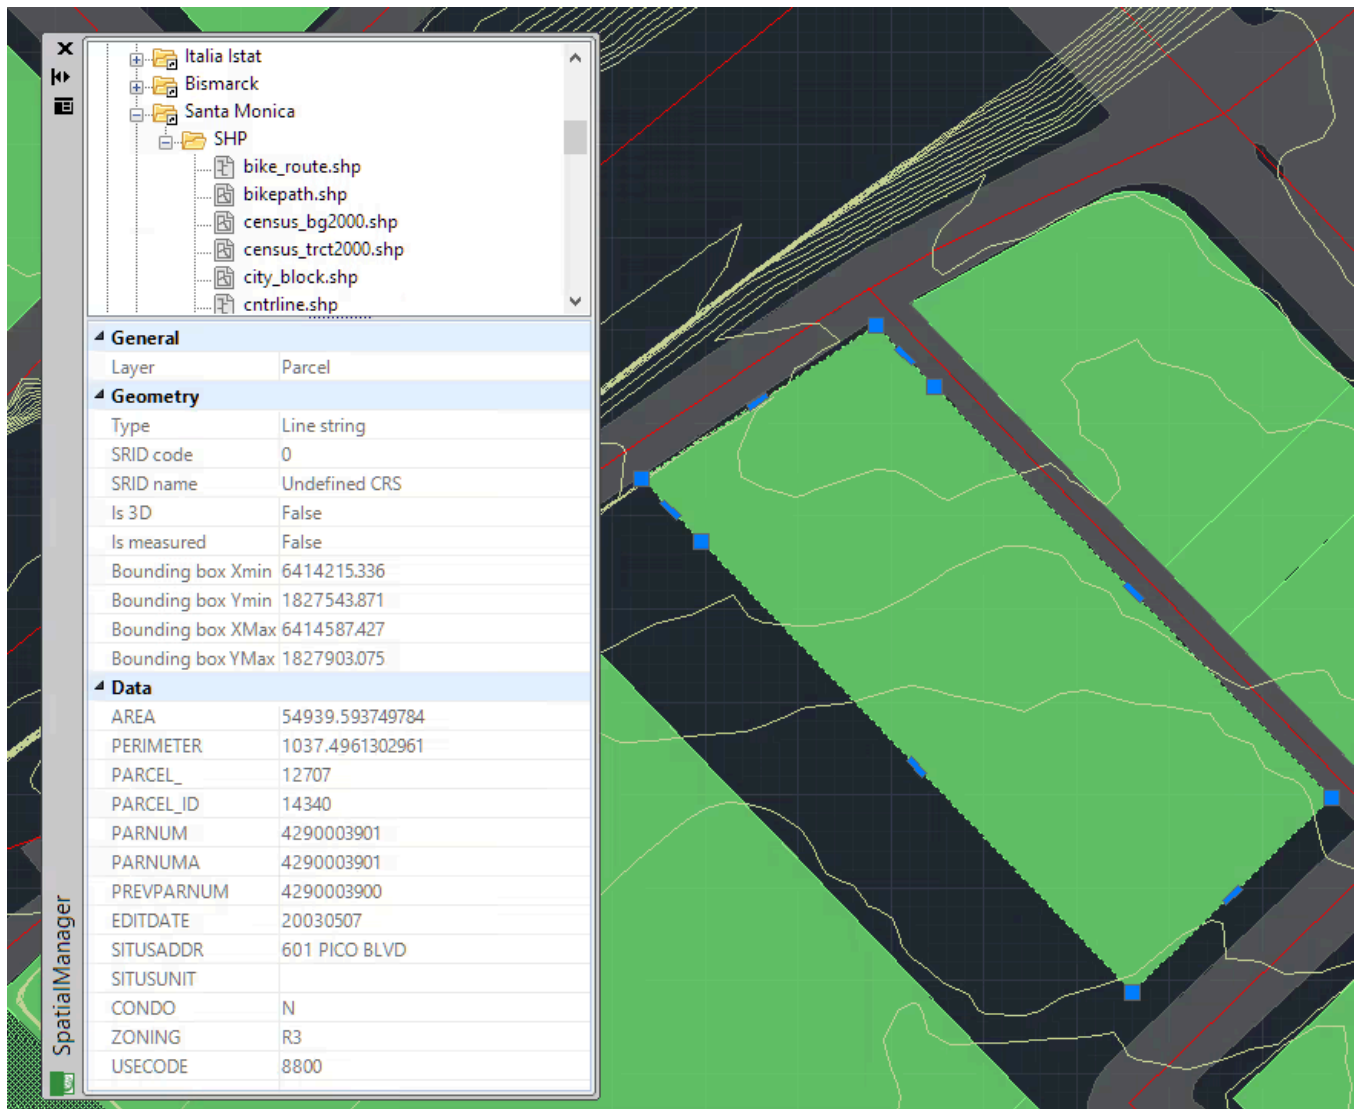 Italia Istat
Bismarck
Santa Monica
SHP
bike_route.shp
bikepath.shp
census_bg2000.shp
census_trct2000.shp
city_block.shp
cntrline.shp
General
Layer Parcel
Geometry
Type Line string
SRID code 0
SRID name Undefined CRS
Is 3D False
Is measured False
Bounding box Xmin 6414215.336
Bounding box Ymin 1827543.871
Bounding box XMax 6414587.427
Bounding box YMax 1827903.075
Data
AREA 54939.593749784
PERIMETER 1037.4961302961
PARCEL_ 12707
PARCEL_ID 14340
PARNUM 4290003901
PARNUMA 4290003901
PREVPARNUM 4290003900
EDITDATE 20030507
SITUSADDR 601 PICO BLVD
SITUSUNIT
CONDO N
ZONING R3
USECODE 8800
SpatialManager